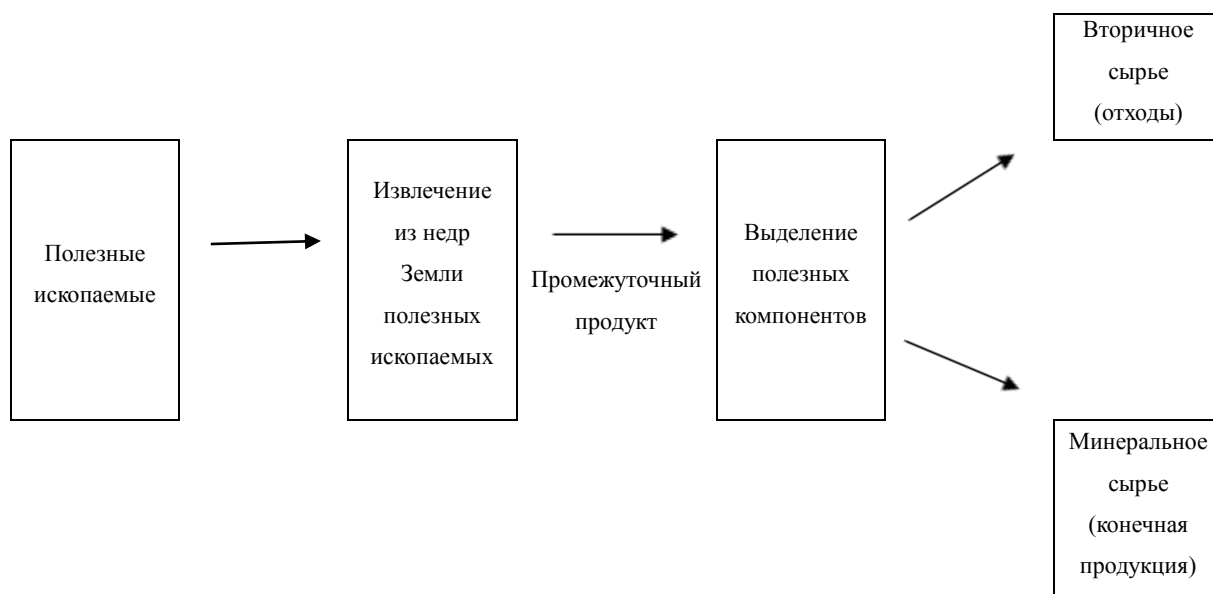 Полезные
ископаемые
Извлечение
из недр
Земли
полезных
ископаемых
Промежуточный
продукт
Выделение
полезных
компонентов
Вторичное
сырье
(отходы)
Минеральное
сырье
(конечная
продукция)